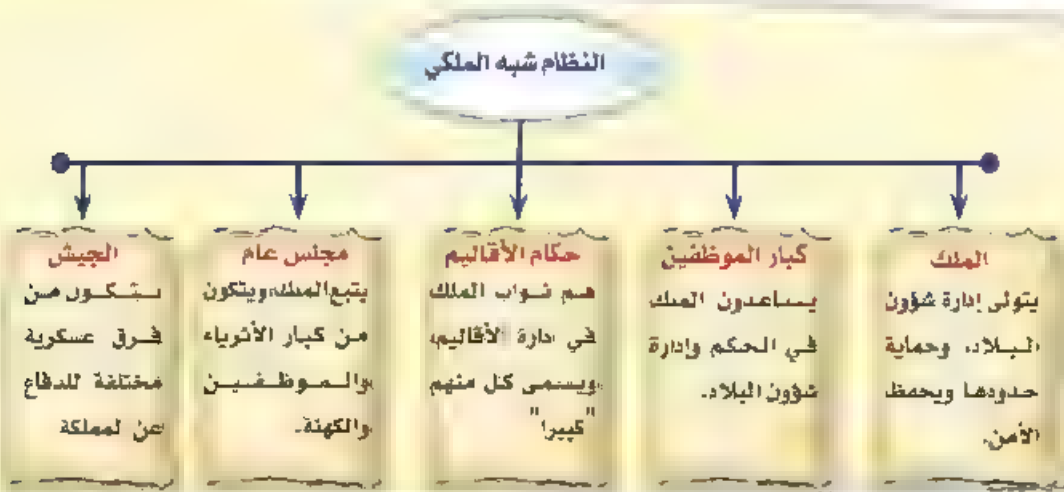 النظام شبه الملكي
الملك
يتولى إدارة شؤون
البلاد، وحماية
حدودها ويحفظ
الأمن.
كبار الموظفين
يساعدون الملك
في الحكم وإدارة
شؤون البلاد.
حكام الأقاليم
هم نواب الملك
في ادارة الأقاليم،
ويسمى كل منهم
"كبيرا"
مجلس عام
يتبع الملك، ويتكون
من كبار الأثرياء
والموظفين
والكهنة.
الجيش
يتكون من
فرق عسكرية
مختلفة للدفاع
عن لمملكة